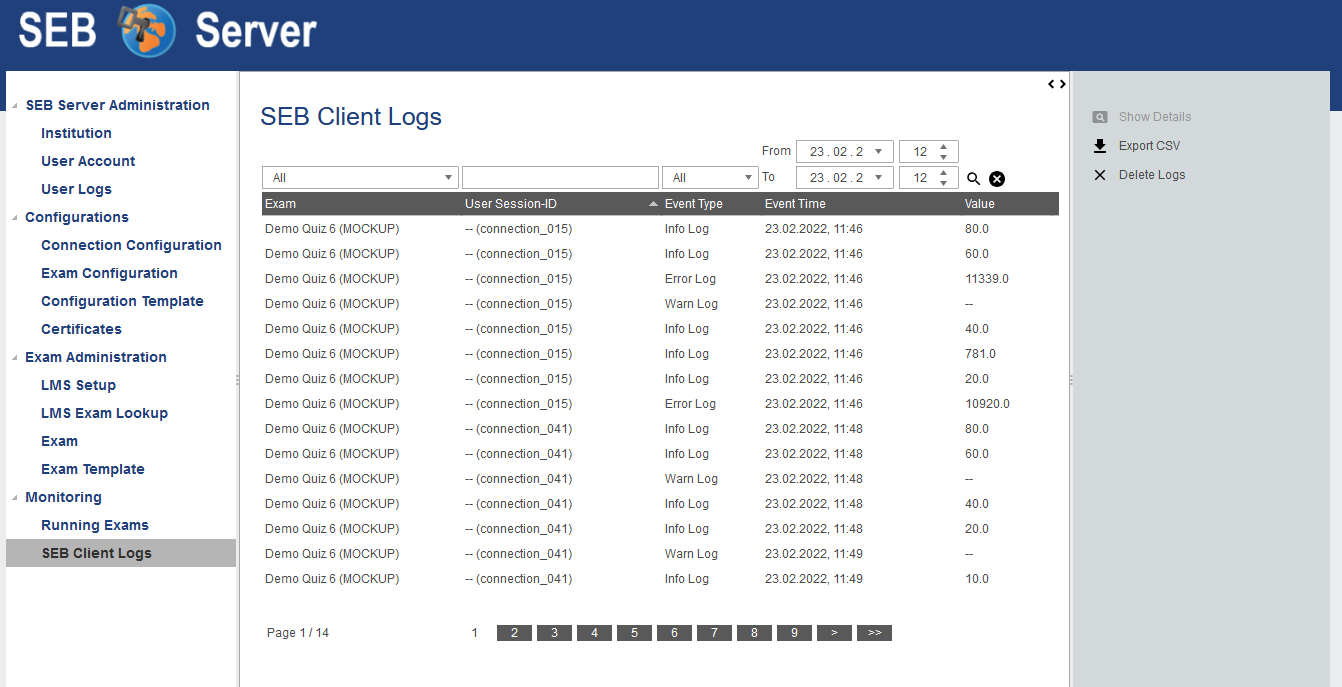 SEB Server
SEB Server Administration
Institution
User Account
User Logs
Configurations
Connection Configuration
Exam Configuration
Configuration Template
Certificates
Exam Administration
LMS Setup
LMS Exam Lookup
Exam
Exam Template
Monitoring
Running Exams
SEB Client Logs
SEB Client Logs
From 23 . 02 . 2 12
All All To 23 . 02 . 2 12
Exam User Session-ID Event Type Event Time Value
Demo Quiz 6 (MOCKUP) -- (connection_015) Info Log 23.02.2022, 11:46 80.0
Demo Quiz 6 (MOCKUP) -- (connection_015) Info Log 23.02.2022, 11:46 60.0
Demo Quiz 6 (MOCKUP) -- (connection_015) Error Log 23.02.2022, 11:46 11339.0
Demo Quiz 6 (MOCKUP) -- (connection_015) Warn Log 23.02.2022, 11:46 --
Demo Quiz 6 (MOCKUP) -- (connection_015) Info Log 23.02.2022, 11:46 40.0
Demo Quiz 6 (MOCKUP) -- (connection_015) Info Log 23.02.2022, 11:46 781.0
Demo Quiz 6 (MOCKUP) -- (connection_015) Info Log 23.02.2022, 11:46 20.0
Demo Quiz 6 (MOCKUP) -- (connection_015) Error Log 23.02.2022, 11:46 10920.0
Demo Quiz 6 (MOCKUP) -- (connection_041) Info Log 23.02.2022, 11:48 80.0
Demo Quiz 6 (MOCKUP) -- (connection_041) Info Log 23.02.2022, 11:48 60.0
Demo Quiz 6 (MOCKUP) -- (connection_041) Warn Log 23.02.2022, 11:48 --
Demo Quiz 6 (MOCKUP) -- (connection_041) Info Log 23.02.2022, 11:48 40.0
Demo Quiz 6 (MOCKUP) -- (connection_041) Info Log 23.02.2022, 11:48 20.0
Demo Quiz 6 (MOCKUP) -- (connection_041) Warn Log 23.02.2022, 11:49 --
Demo Quiz 6 (MOCKUP) -- (connection_041) Info Log 23.02.2022, 11:49 10.0
Page 1 / 14 1 2 3 4 5 6 7 8 9 > >>
Show Details
Export CSV
Delete Logs